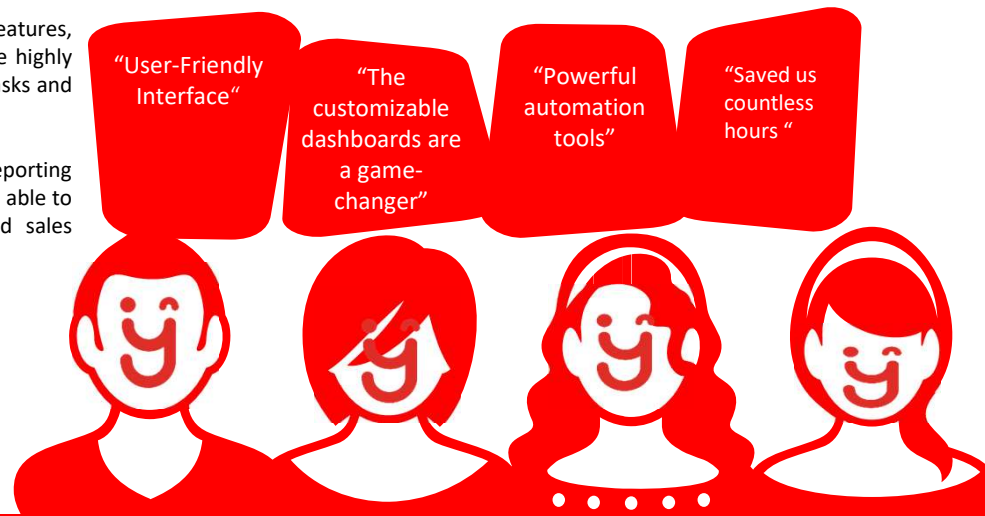 eatures,
e highly
asks and
eporting
able to
d sales
“User-Friendly
Interface“
“The
customizable
dashboards are
a game-
changer”
“Powerful
automation
tools”
“Saved us
countless
hours “